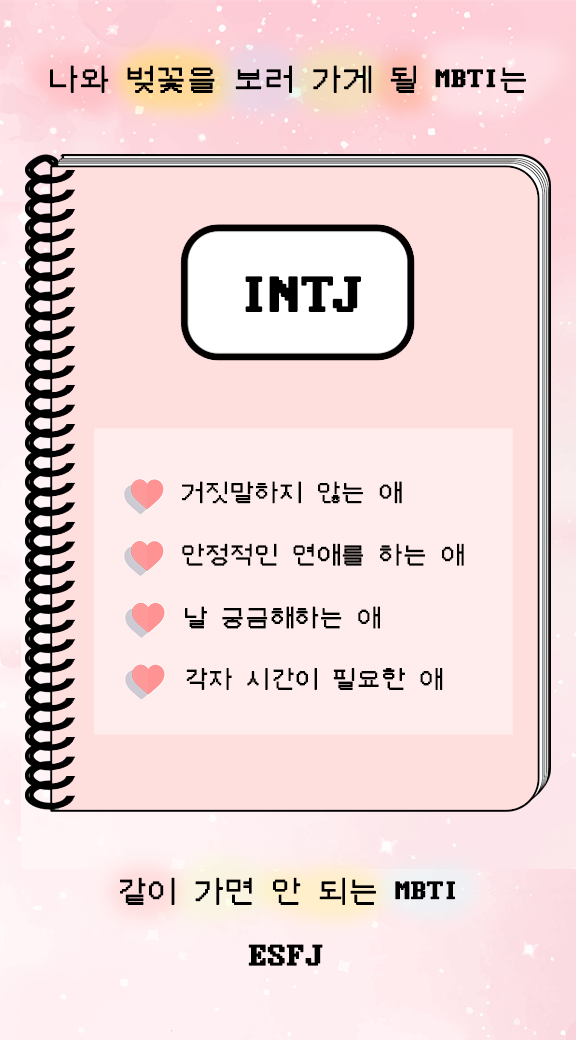 나와 벚꽃을 보러 가게 될 MBTI는
INTJ
거짓말하지 않는 애
안정적인 연애를 하는 애
날 궁금해하는 애
각자 시간이 필요한 애
같이 가면 안 되는 MBTI
ESFJ